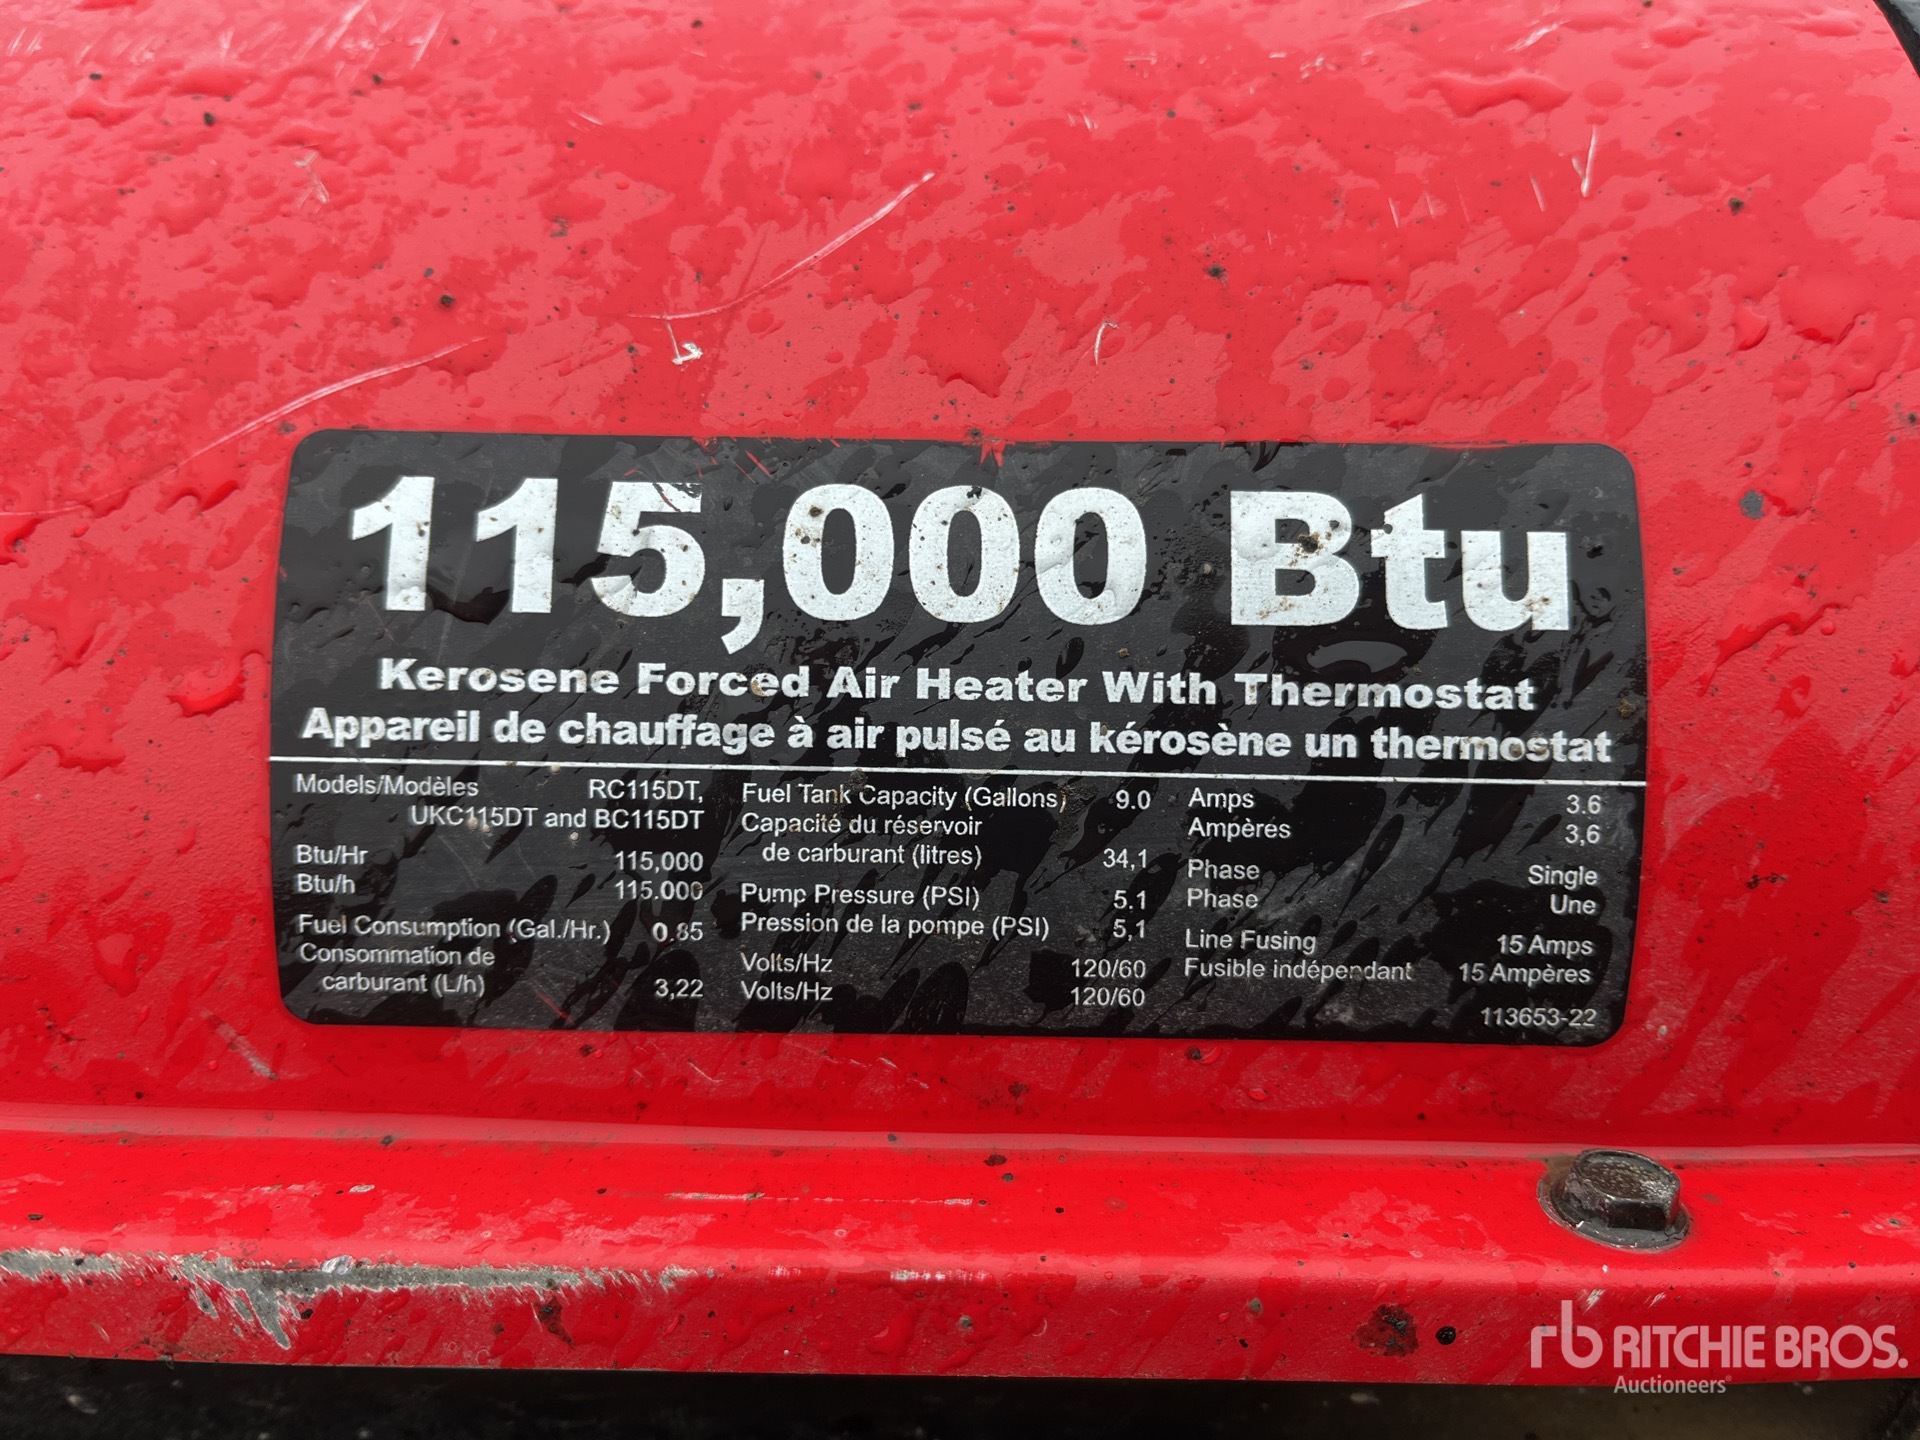 115,000 Btu
Kerosene Forced Air Heater With Thermostat
Appareil de chauffage à air pulsé au kérosène un thermostat
Models/Modèles RC115DT,
UKC115DT and BC115DT
Btu/Hr 115,000
Btu/h 115.000
Fuel Consumption (Gal./Hr.) 0.85
Consommation de
carburant (L/h) 3,22
Fuel Tank Capacity (Gallons) 9.0
Capacité du réservoir
de carburant (litres) 34,1
Pump Pressure (PSI) 5.1
Pression de la pompe (PSI) 5,1
Volts/Hz 120/60
Volts/Hz 120/60
Amps 3.6
Ampères 3,6
Phase Single
Phase Une
Line Fusing 15 Amps
Fusible indépendant 15 Ampères
113653-22
rb RITCHIE BROS.
Auctioneers